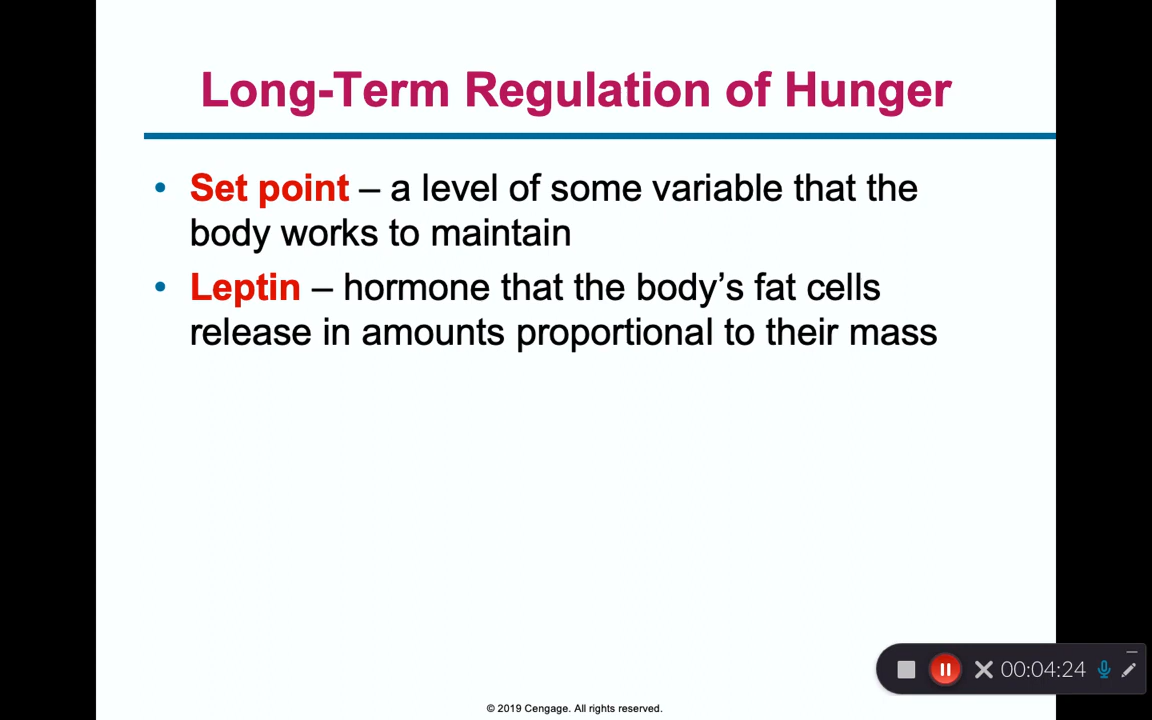 Long-Term Regulation of Hunger
• Set point – a level of some variable that the
body works to maintain
• Leptin – hormone that the body’s fat cells
release in amounts proportional to their mass
00:04:24
© 2019 Cengage. All rights reserved.